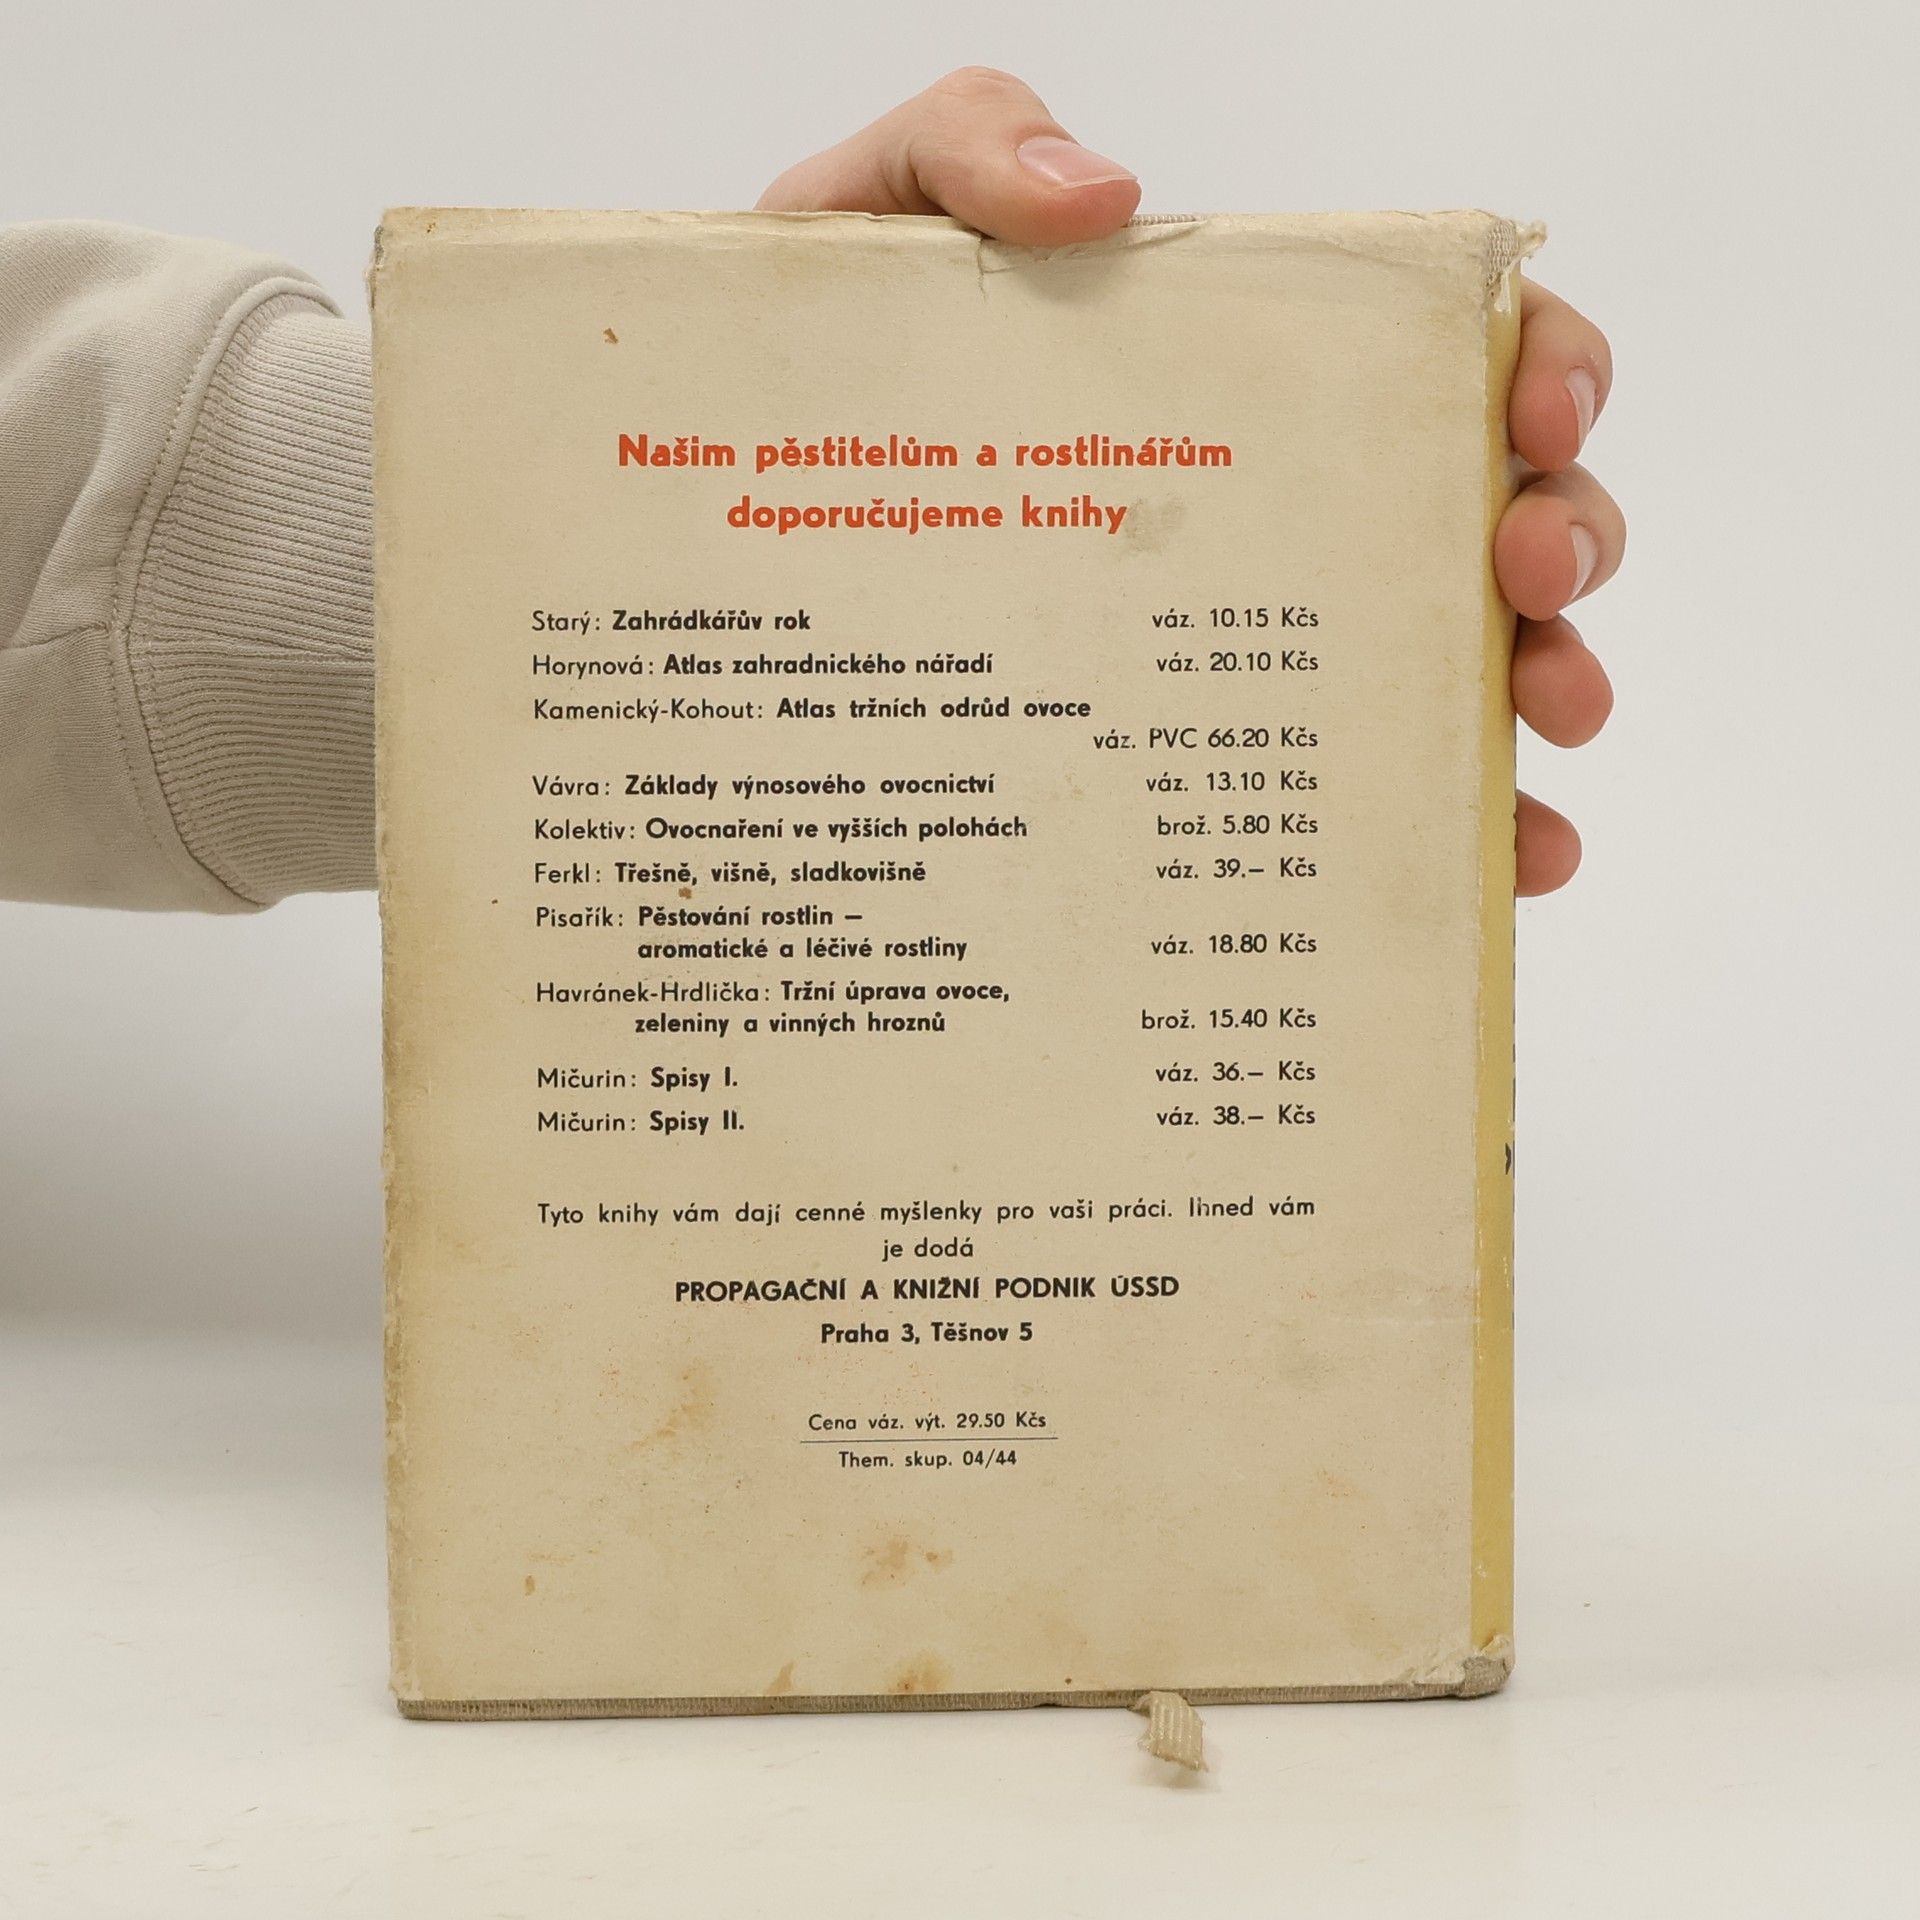 Našim pěstitelům a rostlinářům
doporučujeme knihy
Starý: Zahrádkářův rok váz. 10.15 Kčs
Horynová: Atlas zahradnického nářadí váz. 20.10 Kčs
Kamenický-Kohout: Atlas tržních odrůd ovoce
váz. PVC 66.20 Kčs
Vávra: Základy výnosového ovocnictví váz. 13.10 Kčs
Kolektiv: Ovocnaření ve vyšších polohách brož. 5.80 Kčs
Ferkl: Třešně, višně, sladkovišně váz. 39.— Kčs
Pisařík: Pěstování rostlin —
aromatické a léčivé rostliny váz. 18.80 Kčs
Havránek-Hrdlička: Tržní úprava ovoce,
zeleniny a vinných hroznů brož. 15.40 Kčs
Mičurin: Spisy I. váz. 36.— Kčs
Mičurin: Spisy II. váz. 38.— Kčs
Tyto knihy vám dají cenné myšlenky pro vaši práci. Ihned vám
je dodá
PROPAGAČNÍ A KNIŽNÍ PODNIK ÚSSD
Praha 3, Těšnov 5
Cena váz. výt. 29.50 Kčs
Them. skup. 04/44